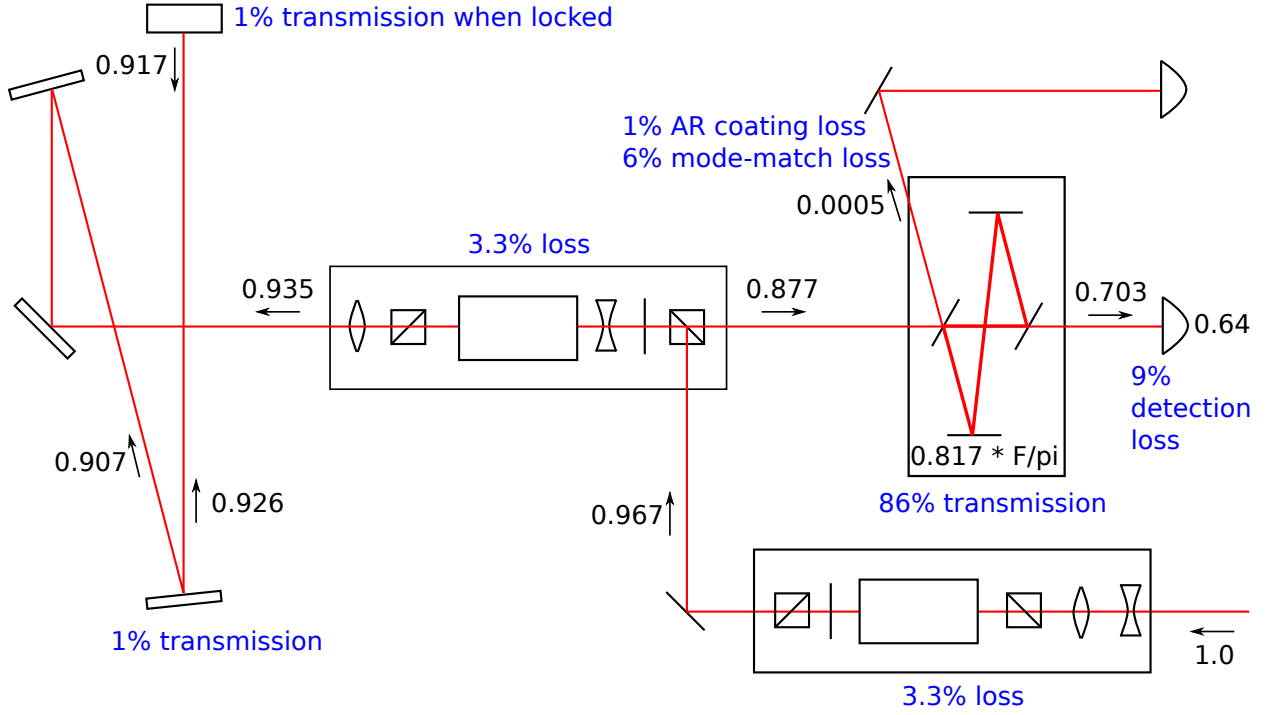 1% transmission when locked
0.917
1% AR coating loss
6% mode-match loss
0.0005
3.3% loss
0.935
0.877
0.703
0.64
9%
detection
loss
0.817 * F/pi
0.907
0.926
0.967
86% transmission
1% transmission
1.0
3.3% loss